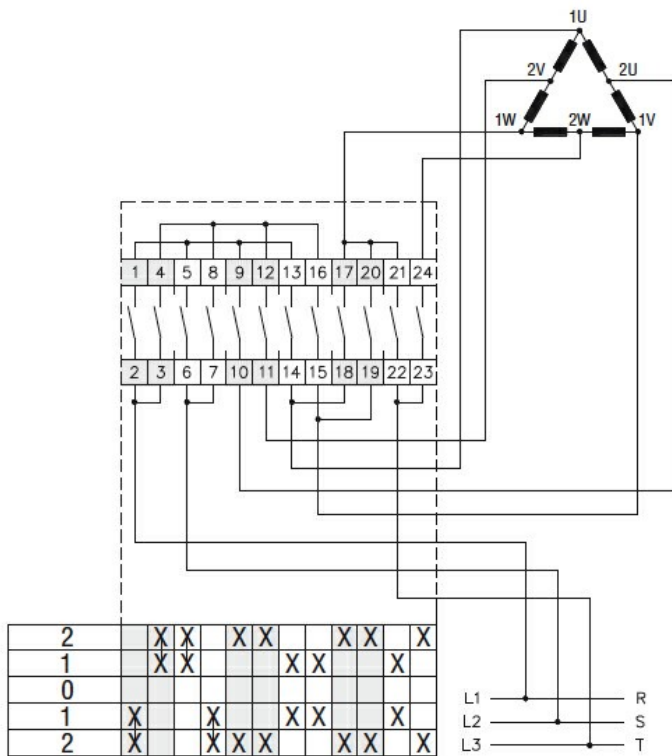 1U
2V 2U
1W 2W 1V
1 4 5 8 9 12 13 16 17 20 21 24
2 3 6 7 10 11 14 15 18 19 22 23
2 X X X X X X X
1 X X X X X
0
1 X X X X X
2 X X X X X X X
L1 R
L2 S
L3 T